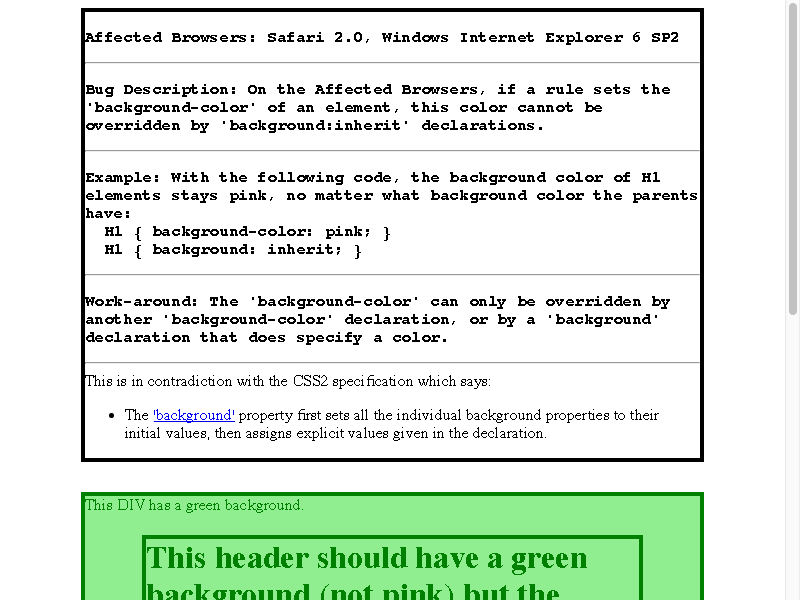 Affected Browsers: Safari 2.0, Windows Internet Explorer 6 SP2
Bug Description: On the Affected Browsers, if a rule sets the
'background-color' of an element, this color cannot be
overridden by 'background:inherit' declarations.
Example: With the following code, the background color of H1
elements stays pink, no matter what background color the parents
have:
H1 { background-color: pink; }
H1 { background: inherit; }
Work-around: The 'background-color' can only be overridden by
another 'background-color' declaration, or by a 'background'
declaration that does specify a color.
This is in contradiction with the CSS2 specification which says:
• The 'background' property first sets all the individual background properties to their
initial values, then assigns explicit values given in the declaration.
This DIV has a green background.
This header should have a green
background (not pink) but the